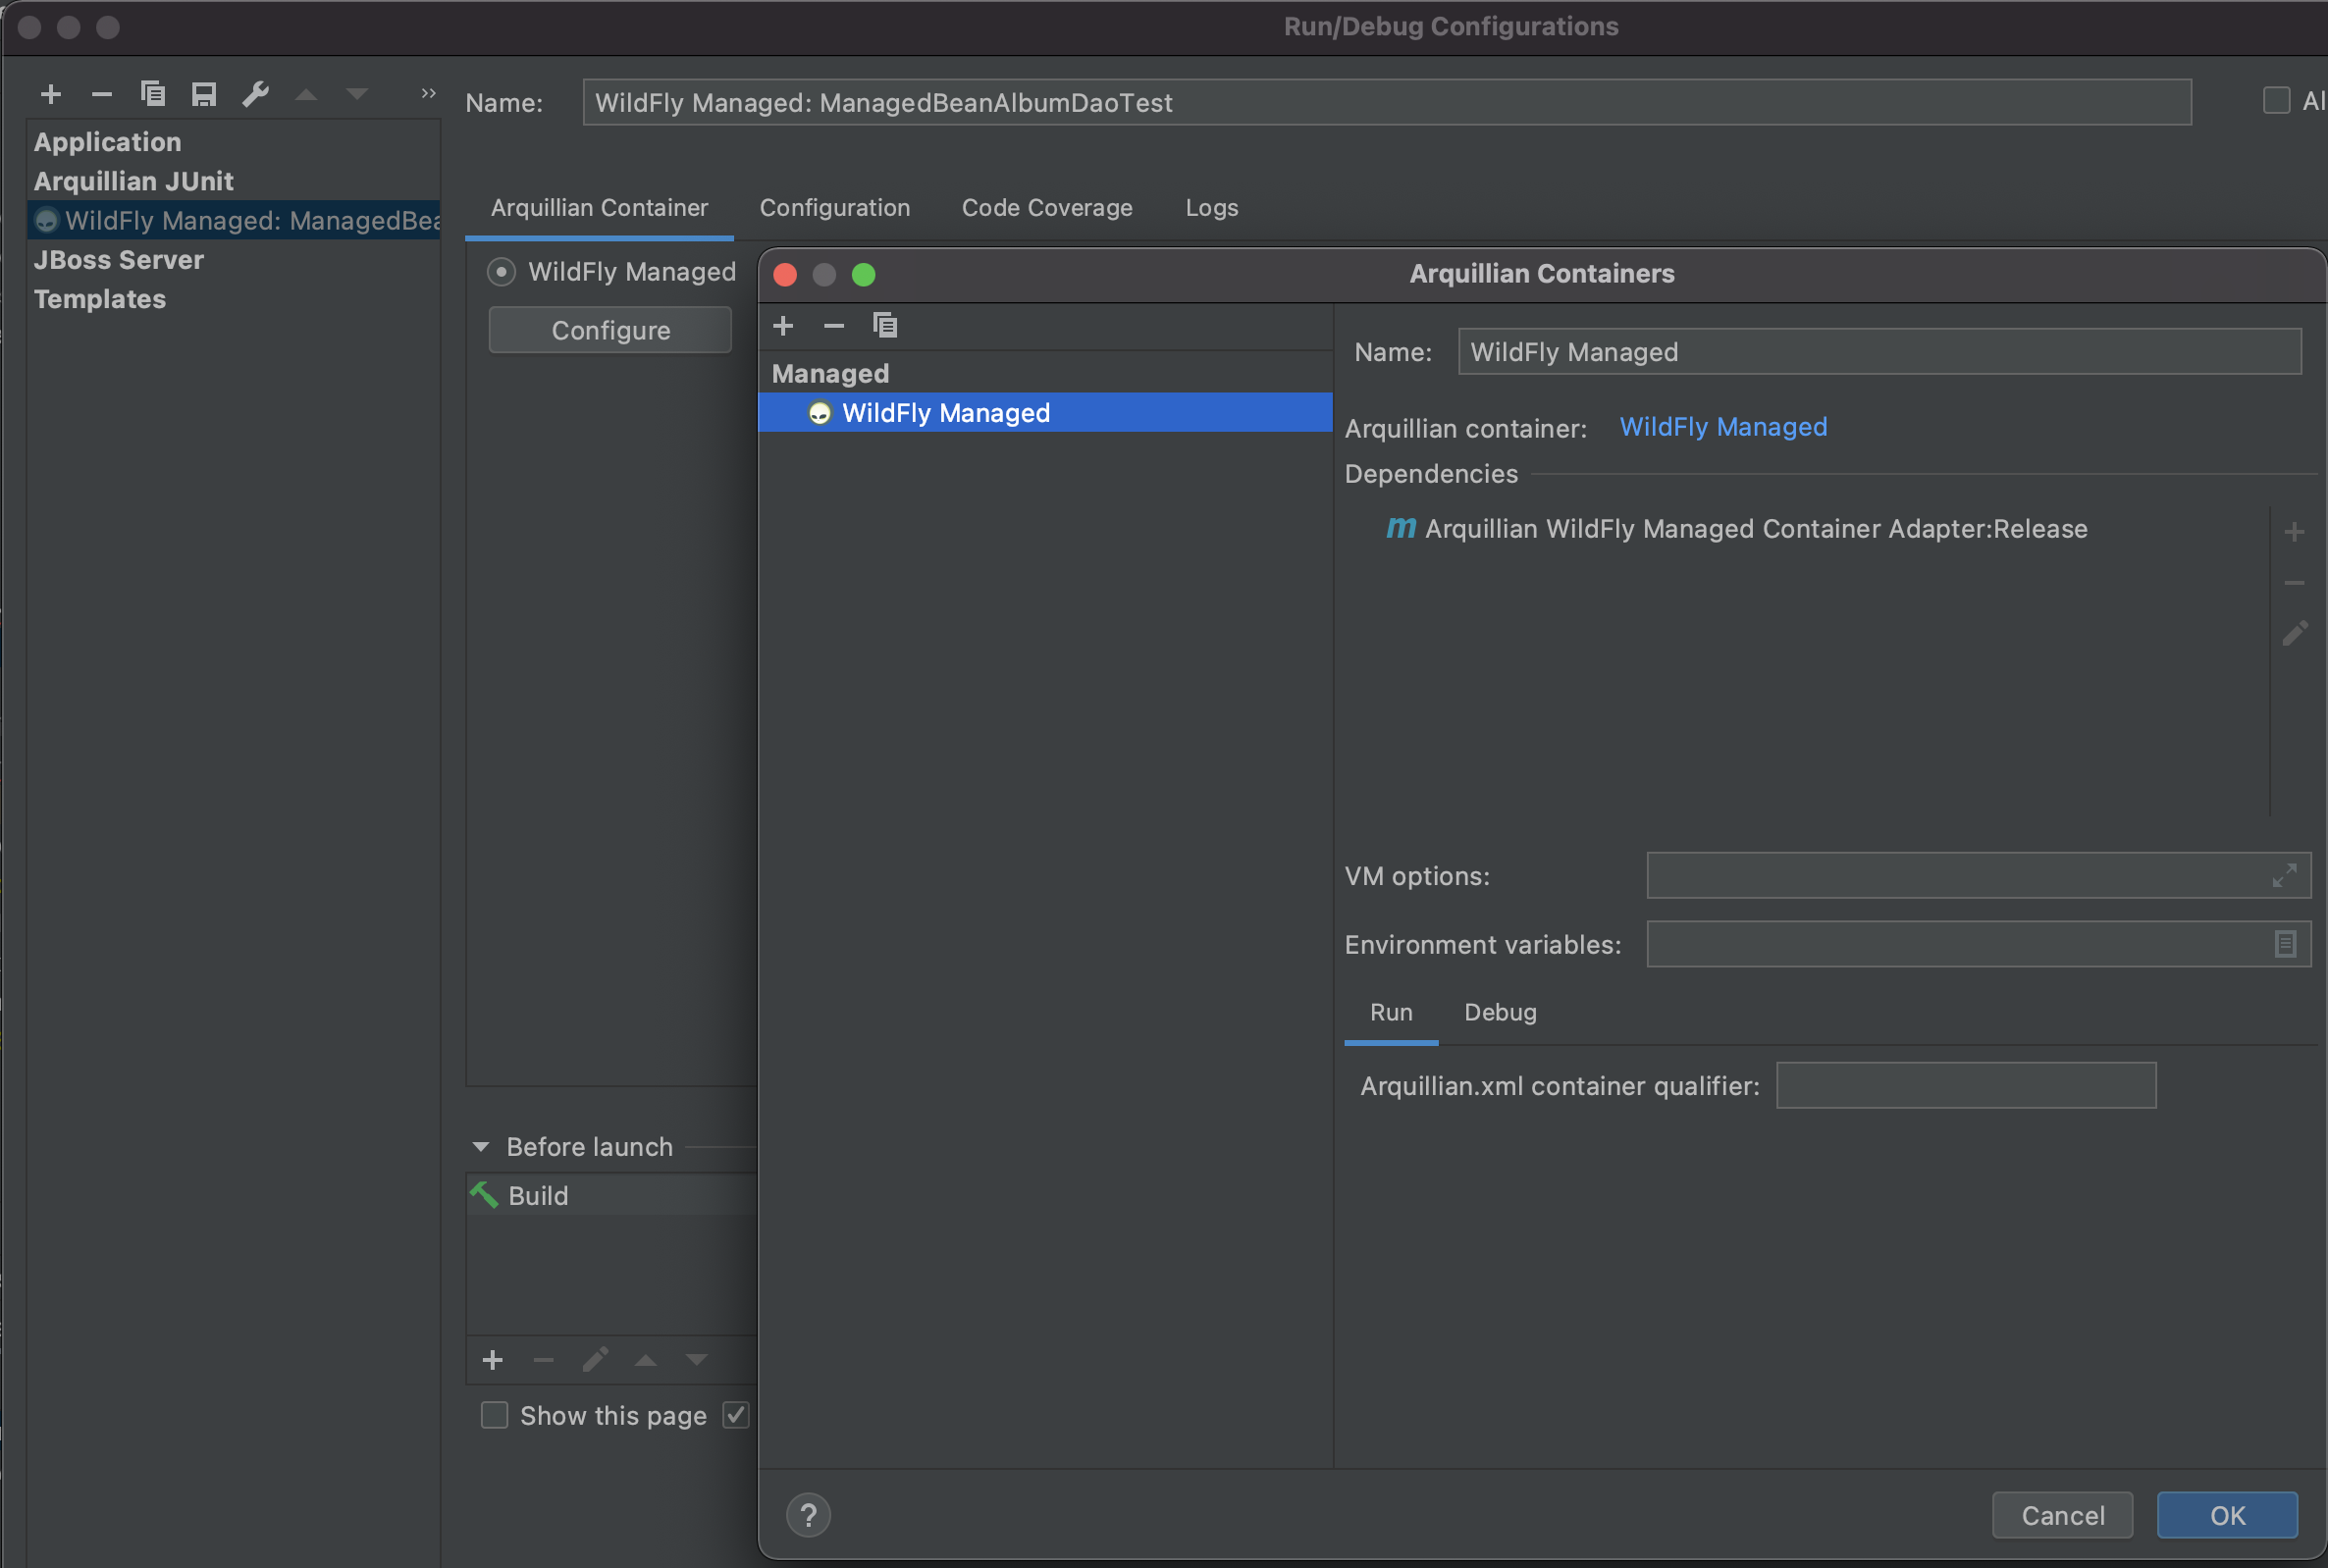 Run/Debug Configurations
Name: WildFly Managed: ManagedBeanAlbumDaoTest
Application
Arquillian JUnit
WildFly Managed: ManagedBea
JBoss Server
Templates
Arquillian Container Configuration Code Coverage Logs
WildFly Managed
Configure
Before launch
Build
Show this page
Arquillian Containers
Managed
WildFly Managed
Name: WildFly Managed
Arquillian container: WildFly Managed
Dependencies
m Arquillian WildFly Managed Container Adapter:Release
VM options:
Environment variables:
Run Debug
Arquillian.xml container qualifier:
? Cancel OK